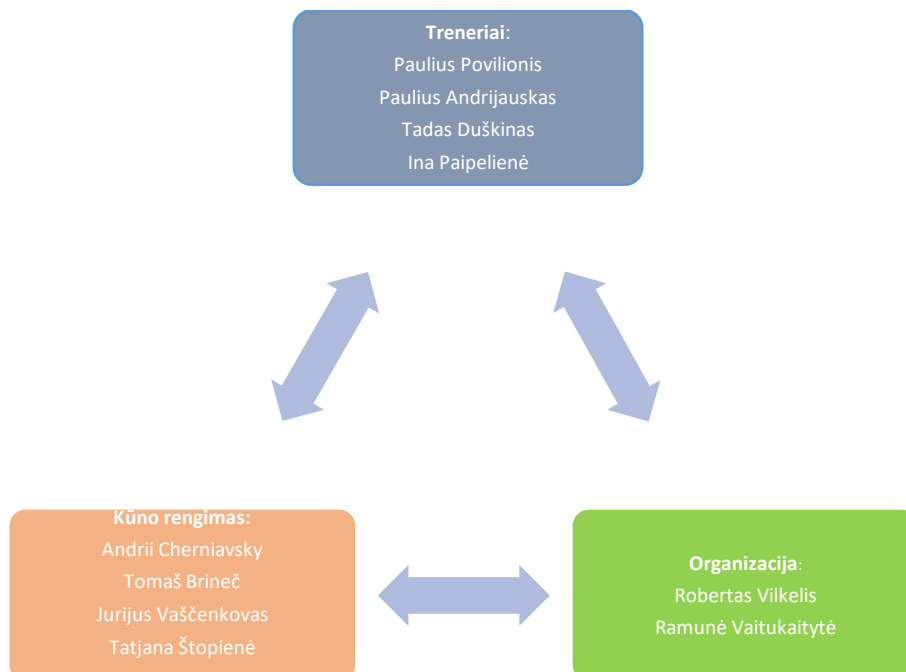 Treneriai:
Paulius Povilionis
Paulius Andrijauskas
Tadas Duškinas
Ina Paipelienė
Kūno rengimas:
Andrii Cherniavsky
Tomaš Brineč
Jurijus Vaščenkovas
Tatjana Štopienė
Organizacija:
Robertas Vilkelis
Ramunė Vaitukaitytė